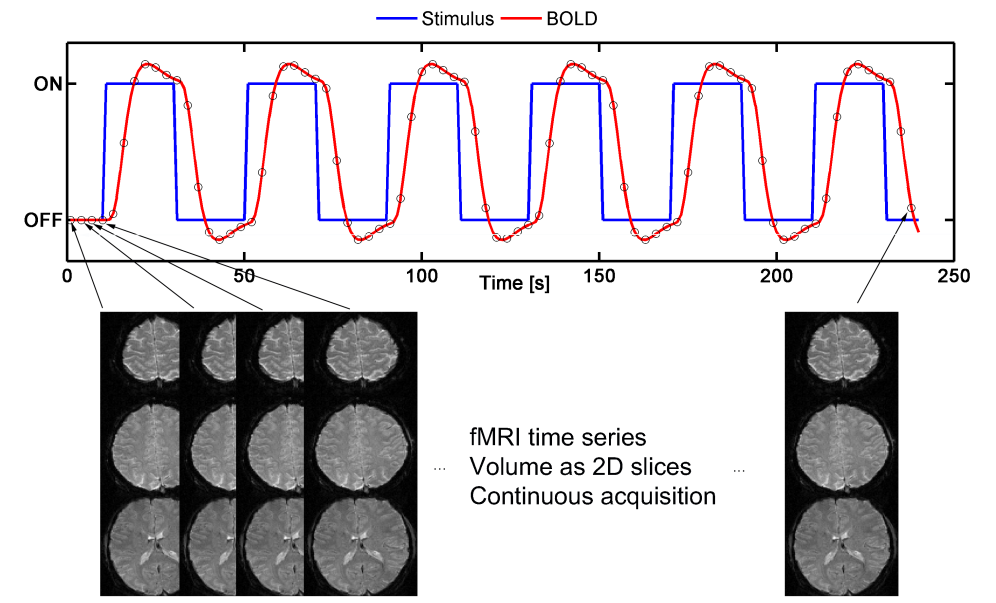 Stimulus BOLD
ON
OFF
0 50 100 150 200 250
Time [s]
fMRI time series
... Volume as 2D slices ...
Continuous acquisition